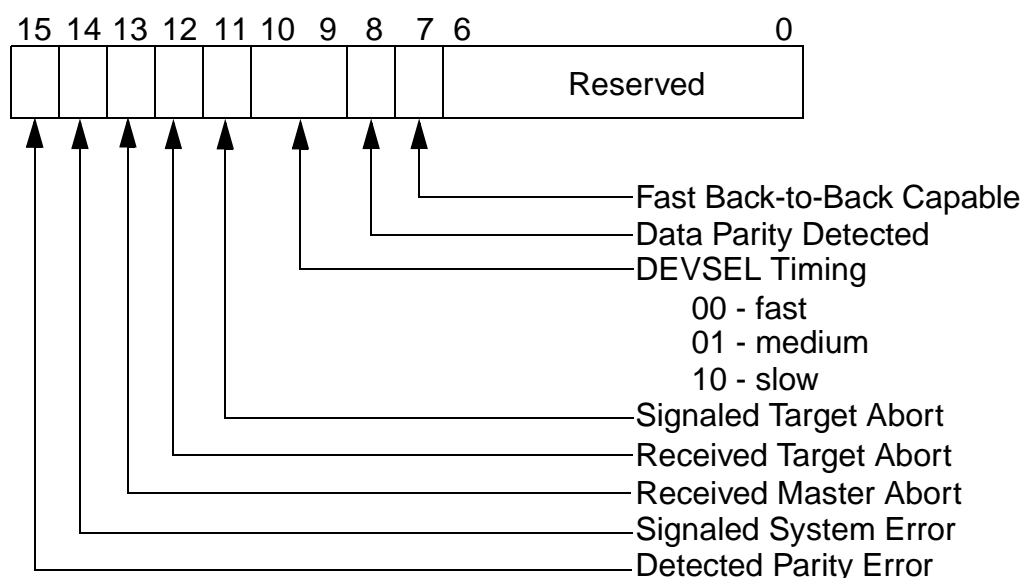 15 14 13 12 11 10 9 8 7 6 0
Reserved
Fast Back-to-Back Capable
Data Parity Detected
DEVSEL Timing
00 - fast
01 - medium
10 - slow
Signaled Target Abort
Received Target Abort
Received Master Abort
Signaled System Error
Detected Parity Error